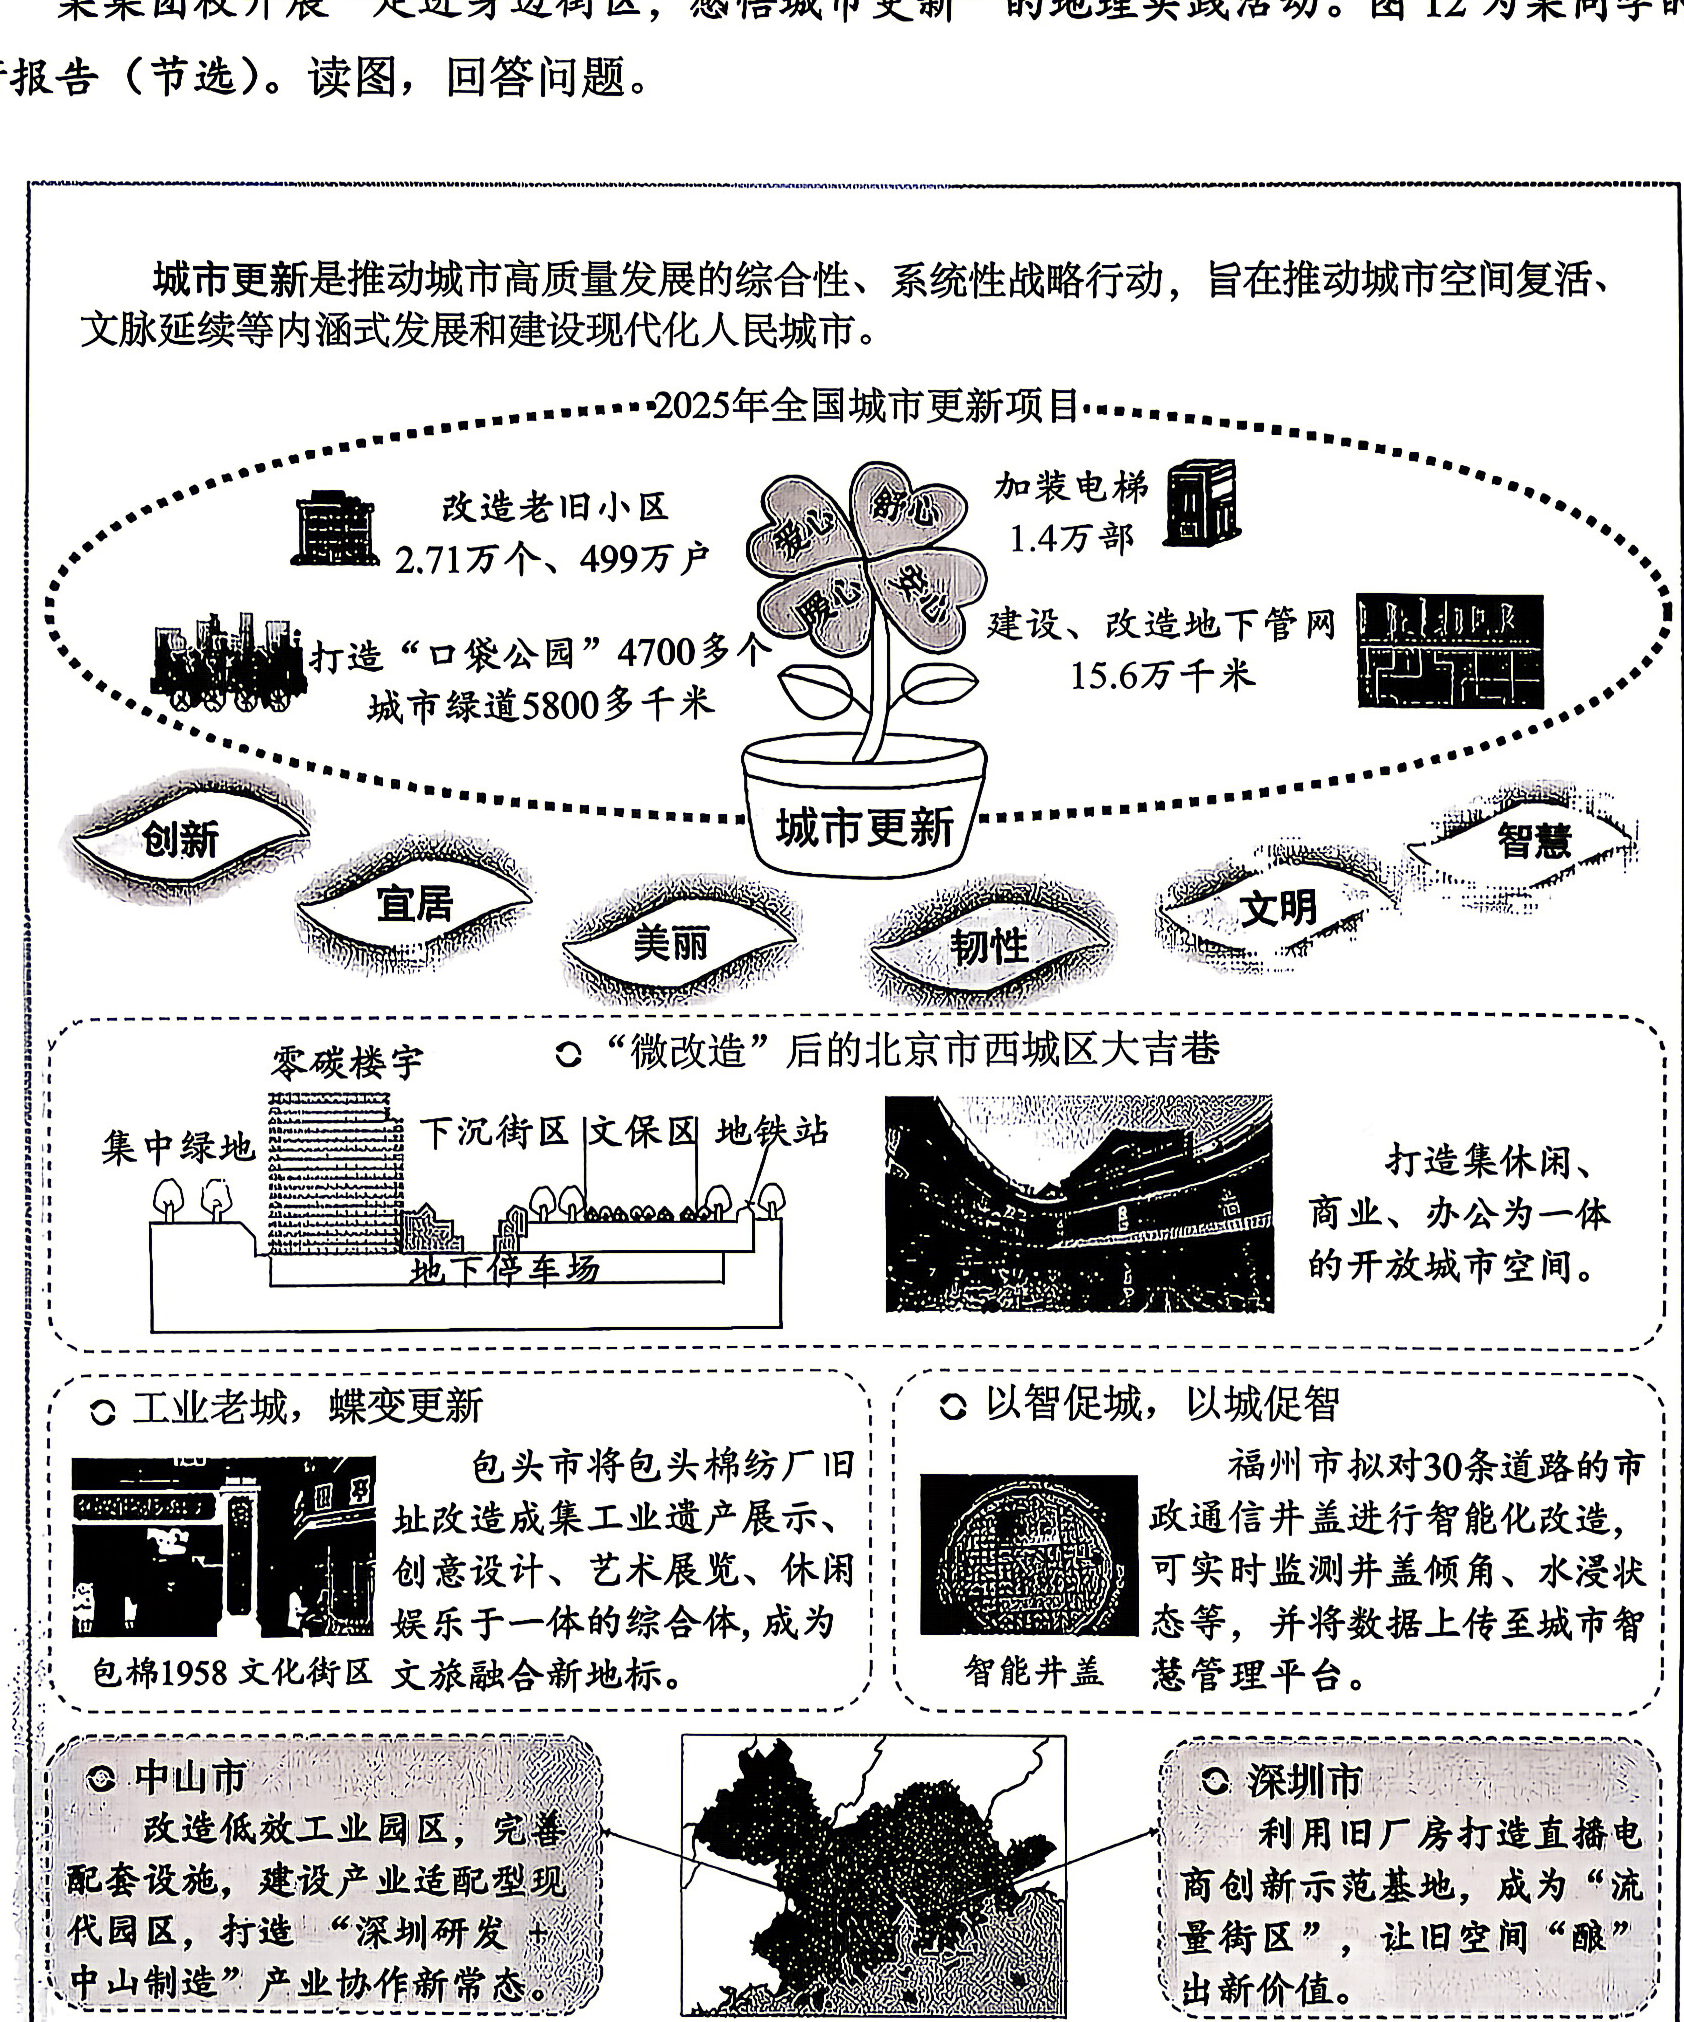 某集团校开展“走近身边街区，感悟城市更新”的地理实践活动。图 12 为某同学的
报告（节选）。读图，回答问题。
城市更新是推动城市高质量发展的综合性、系统性战略行动，旨在推动城市空间复活、
文脉延续等内涵式发展和建设现代化人民城市。
2025年全国城市更新项目
改造老旧小区
2.71万个、499万户
爱心
舒心
暖心
安心
加装电梯
1.4万部
打造“口袋公园”4700多个
城市绿道5800多千米
建设、改造地下管网
15.6万千米
城市更新
创新
宜居
美丽
韧性
文明
智慧
“微改造”后的北京市西城区大吉巷
零碳楼宇
集中绿地
下沉街区
文保区
地铁站
地下停车场
打造集休闲、
商业、办公为一体
的开放城市空间。
工业老城，蝶变更新
包头市将包头棉纺厂旧
址改造成集工业遗产展示、
创意设计、艺术展览、休闲
娱乐于一体的综合体，成为
文旅融合新地标。
包棉1958 文化街区
以智促城，以城促智
福州市拟对30条道路的市
政通信井盖进行智能化改造，
可实时监测井盖倾角、水浸状
态等，并将数据上传至城市智
慧管理平台。
智能井盖
中山市
改造低效工业园区，完善
配套设施，建设产业适配型现
代园区，打造“深圳研发+
中山制造”产业协作新常态。
深圳市
利用旧厂房打造直播电
商创新示范基地，成为“流
量街区”，让旧空间“酿”
出新价值。